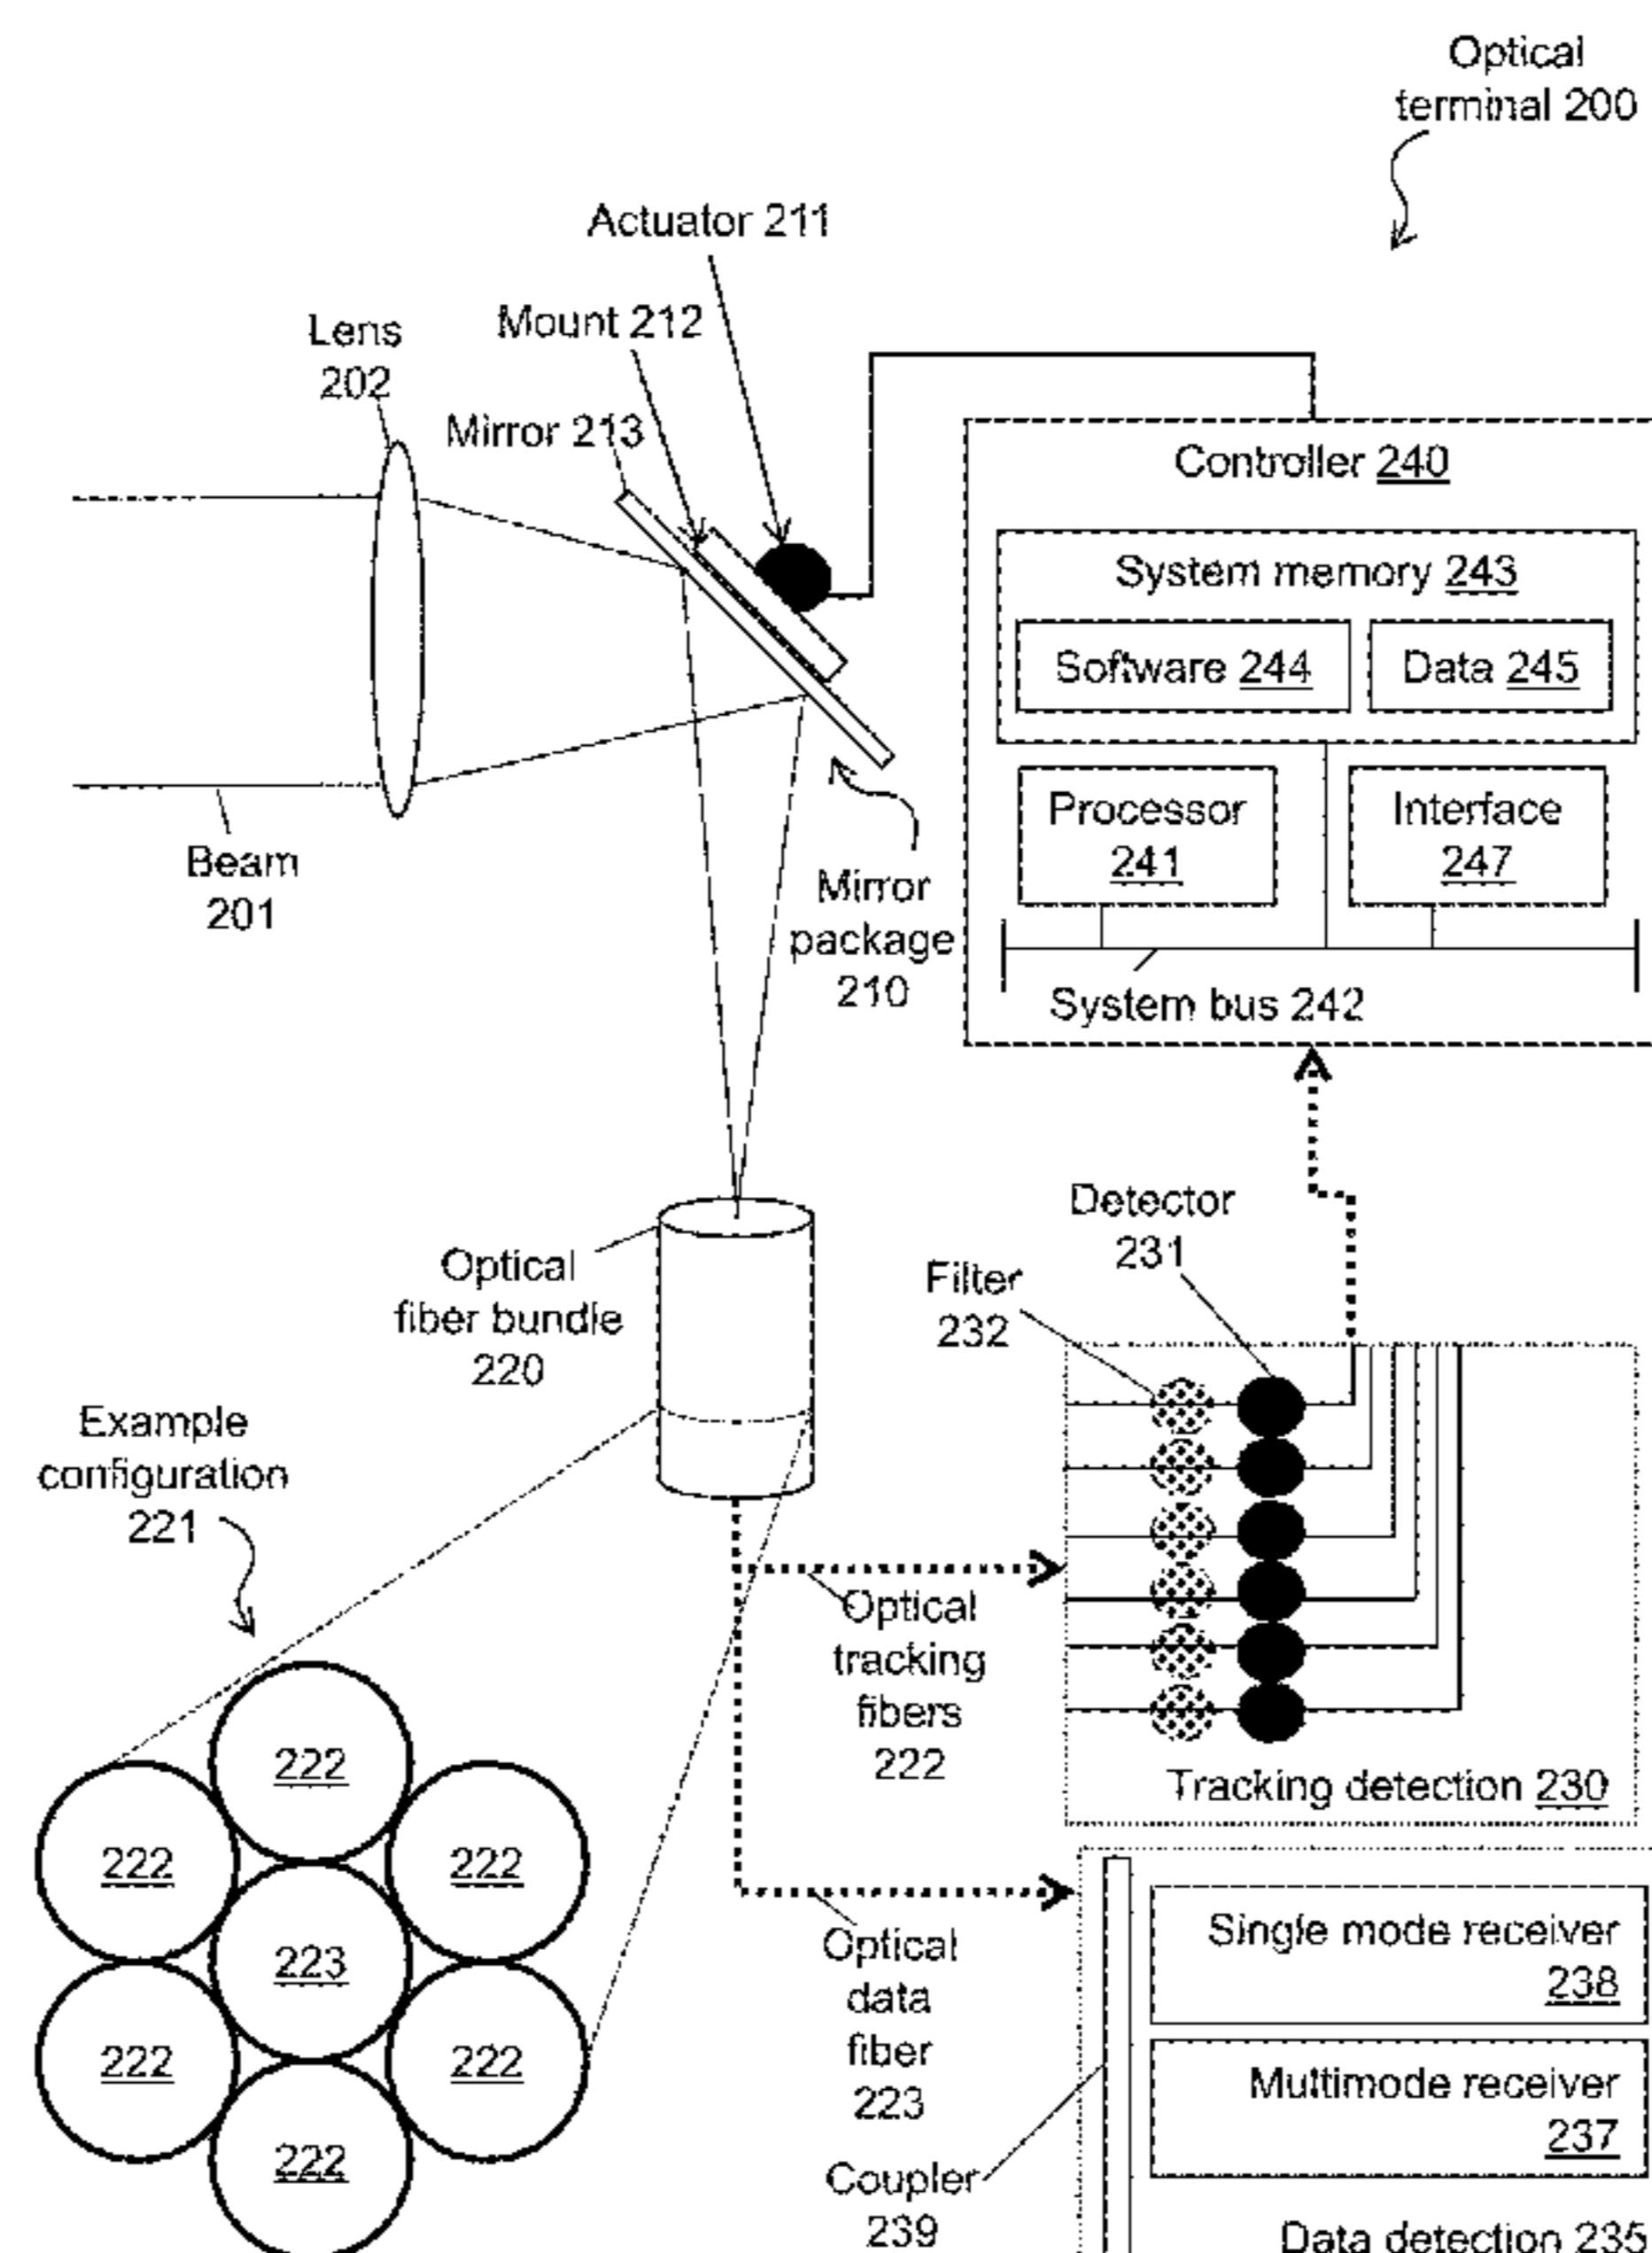 Optical
terminal 200
Actuator 211
Mount 212
Lens
202
Mirror 213
Controller 240
System memory 243
Software 244
Data 245
Processor
241
Interface
247
System bus 242
Beam
201
Mirror
package
210
Detector
231
Filter
232
Optical
fiber bundle
220
Example
configuration
221
Optical
tracking
fibers
222
Tracking detection 230
222
222
222
223
222
222
222
Optical
data
fiber
223
Single mode receiver
238
Multimode receiver
237
Coupler
239
Data detection 235